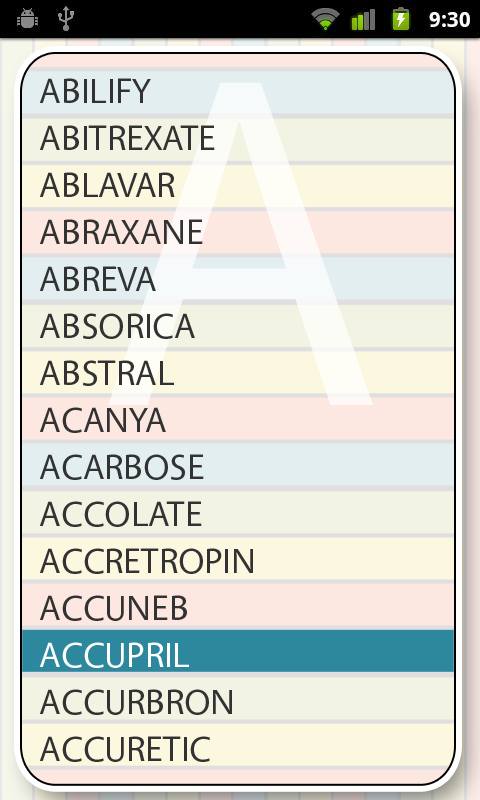 9:30
A
ABILIFY
ABITREXATE
ABLAVAR
ABRAXANE
ABREVA
ABSORICA
ABSTRAL
ACANYA
ACARBOSE
ACCOLATE
ACCRETROPIN
ACCUNEB
ACCUPRIL
ACCURBRON
ACCURETIC